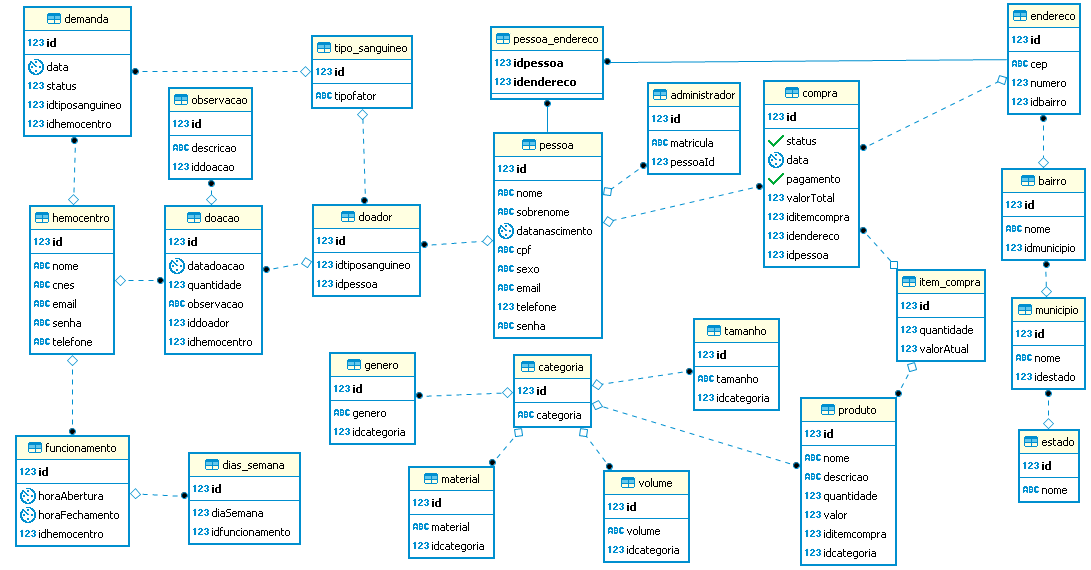 demanda
123 id
data
123 status
123 idtiposanguineo
123 idhemocentro
tipo_sanguineo
123 id
ABC tipofator
observacao
123 id
ABC descricao
123 iddoacao
pessoa_endereco
123 idpessoa
123 idendereco
administrador
123 id
ABC matricula
123 pessoaId
compra
123 id
status
data
pagamento
123 valorTotal
123 iditemcompra
123 idendereco
123 idpessoa
endereco
123 id
ABC cep
123 numero
123 idbairro
pessoa
123 id
ABC nome
ABC sobrenome
datanascimento
ABC cpf
ABC sexo
ABC email
123 telefone
ABC senha
bairro
123 id
ABC nome
123 idmunicipio
hemocentro
123 id
ABC nome
ABC cnes
ABC email
ABC senha
123 telefone
doacao
123 id
datadoacao
123 quantidade
ABC observacao
123 iddoador
123 idhemocentro
doador
123 id
123 idtiposanguineo
123 idpessoa
item_compra
123 id
123 quantidade
123 valorAtual
municipio
123 id
ABC nome
123 idestado
genero
123 id
ABC genero
123 idcategoria
categoria
123 id
ABC categoria
tamanho
123 id
ABC tamanho
123 idcategoria
produto
123 id
ABC nome
ABC descricao
123 quantidade
123 valor
123 iditemcompra
123 idcategoria
estado
123 id
ABC nome
funcionamento
123 id
horaAbertura
horaFechamento
123 idhemocentro
dias_semana
123 id
123 diaSemana
123 idfuncionamento
material
123 id
ABC material
123 idcategoria
volume
123 id
ABC volume
123 idcategoria